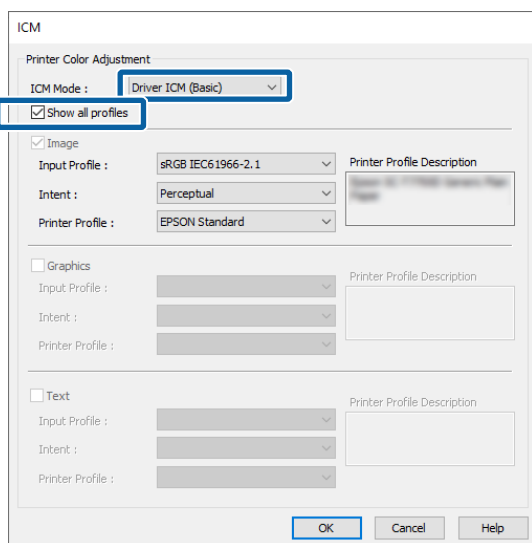 ICM
Printer Color Adjustment
ICM Mode : Driver ICM (Basic)
Show all profiles
Image
Input Profile : sRGB IEC61966-2.1 Printer Profile Description
Intent : Perceptual
Printer Profile : EPSON Standard
Graphics
Input Profile : Printer Profile Description
Intent :
Printer Profile :
Text
Input Profile : Printer Profile Description
Intent :
Printer Profile :
OK Cancel Help